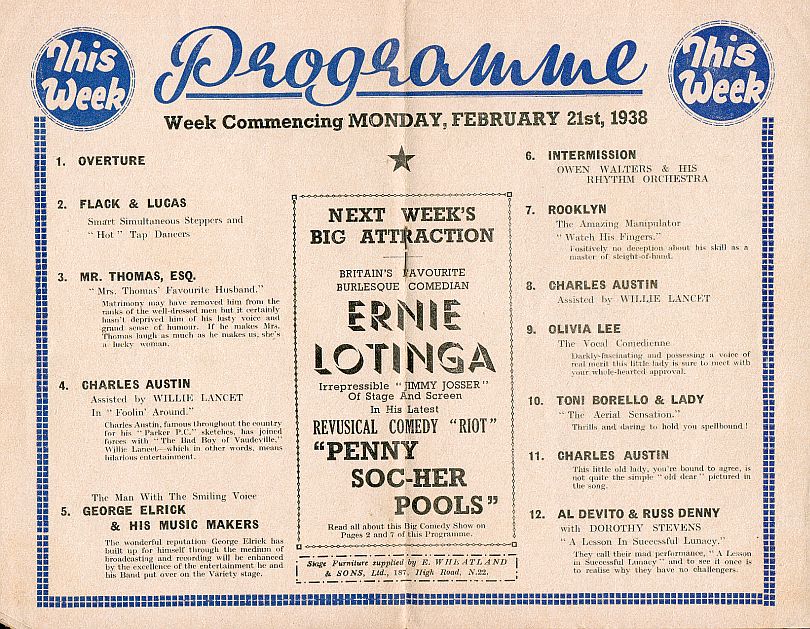 This
Week
Programme
This
Week
Week Commencing MONDAY, FEBRUARY 21st, 1938
1. OVERTURE
2. FLACK & LUCAS
Smart Simultaneous Steppers and
"Hot" Tap Dancers
3. MR. THOMAS, ESQ.
"Mrs. Thomas' Favourite Husband."
Matrimony may have removed him from the
ranks of the well-dressed men but it certainly
hasn't deprived him of his lusty voice and
grand sense of humour. If he makes Mrs.
Thomas laugh as much as he makes us, she's
a lucky woman.
4. CHARLES AUSTIN
Assisted by WILLIE LANCET
In "Foolin' Around."
Charles Austin, famous throughout the country
for his "Parker P.C." sketches, has joined
forces with "The Bad Boy of Vaudeville,"
Willie Lancet—which in other words, means
hilarious entertainment.
The Man With The Smiling Voice
5. GEORGE ELRICK
& HIS MUSIC MAKERS
The wonderful reputation George Elrick has
built up for himself through the medium of
broadcasting and recording will be enhanced
by the excellence of the entertainment he and
his Band put over on the Variety stage.
NEXT WEEK'S
BIG ATTRACTION
BRITAIN'S FAVOURITE
BURLESQUE COMEDIAN
ERNIE
LOTINGA
Irrepressible "JIMMY JOSSER"
Of Stage And Screen
In His Latest
REVUSICAL COMEDY "RIOT"
"PENNY
SOC-HER
POOLS"
Read all about this Big Comedy Show on
Pages 2 and 7 of this Programme.
Stage Furniture supplied by E. WHEATLAND
& SONS, Ltd., 187, High Road, N.22.
6. INTERMISSION
OWEN WALTERS & HIS
RHYTHM ORCHESTRA
7. ROOKLYN
The Amazing Manipulator
"Watch His Fingers."
Positively no deception about his skill as a
master of sleight-of-hand.
8. CHARLES AUSTIN
Assisted by WILLIE LANCET
9. OLIVIA LEE
The Vocal Comedienne
Darkly-fascinating and possessing a voice of
real merit this little lady is sure to meet with
your whole-hearted approval.
10. TONI BORELLO & LADY
"The Aerial Sensation."
Thrills and daring to hold you spellbound!
11. CHARLES AUSTIN
This little old lady, you're bound to agree, is
not quite the simple "old dear" pictured in
the song.
12. AL DEVITO & RUSS DENNY
with DOROTHY STEVENS
"A Lesson In Successful Lunacy."
They call their mad performance, "A Lesson
in Successful Lunacy" and to see it once is
to realise why they have no challengers.